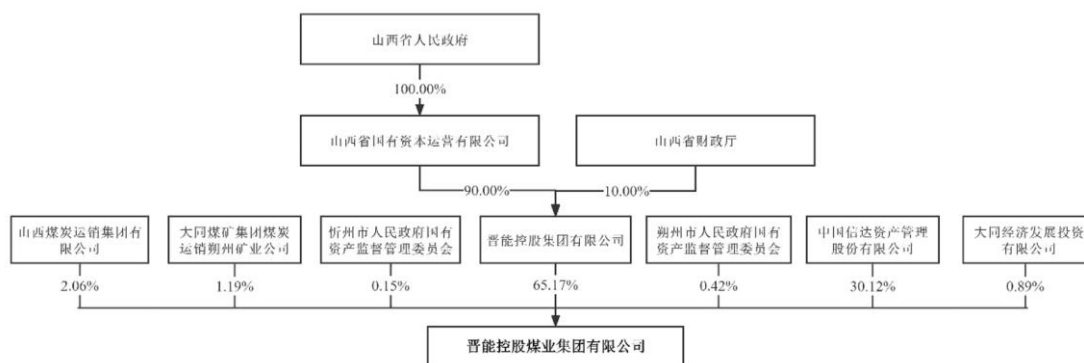 山西省人民政府
100.00%
山西省国有资本运营有限公司
山西省财政厅
90.00%
10.00%
山西煤炭运销集团有
限公司
大同煤矿集团煤炭
运销朔州矿业公司
忻州市人民政府国有
资产监督管理委员会
晋能控股集团有限公司
朔州市人民政府国有
资产监督管理委员会
中国信达资产管理
股份有限公司
大同经济发展投资
有限公司
2.06%
1.19%
0.15%
65.17%
0.42%
30.12%
0.89%
晋能控股煤业集团有限公司